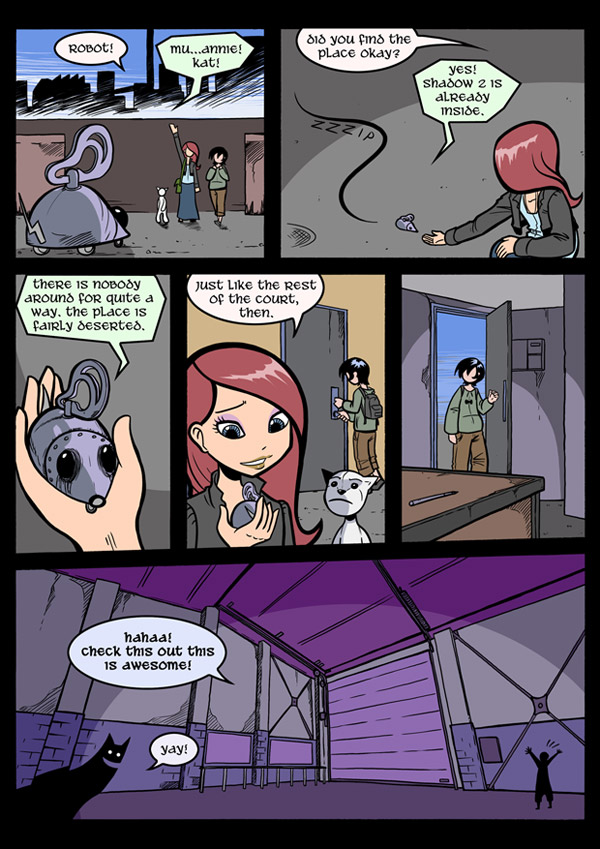 Robot!
Mu...Annie!
Kat!
Did you find the
place okay?
Yes!
Shadow 2 is
already
inside.
ZZZIP
There is nobody
around for quite a
way. The place is
fairly deserted.
Just like the rest
of the court,
then.
Hahaa!
Check this out this
is awesome!
Yay!